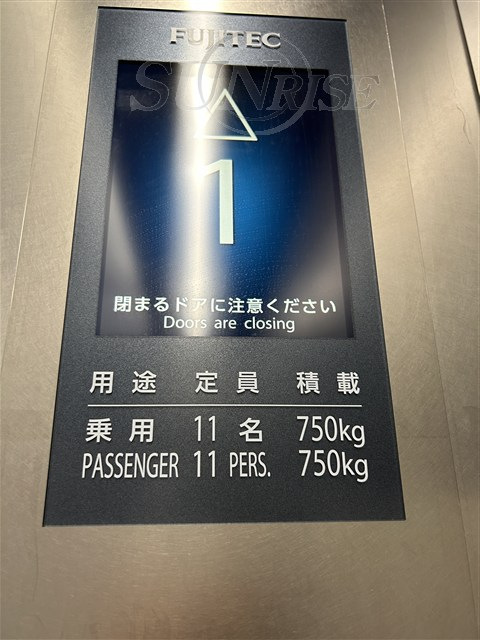 FUJITEC
SUNRISE
1
閉まるドアに注意ください
Doors are closing
用途 定員 積載
乗用 11名 750kg
PASSENGER 11 PERS. 750kg